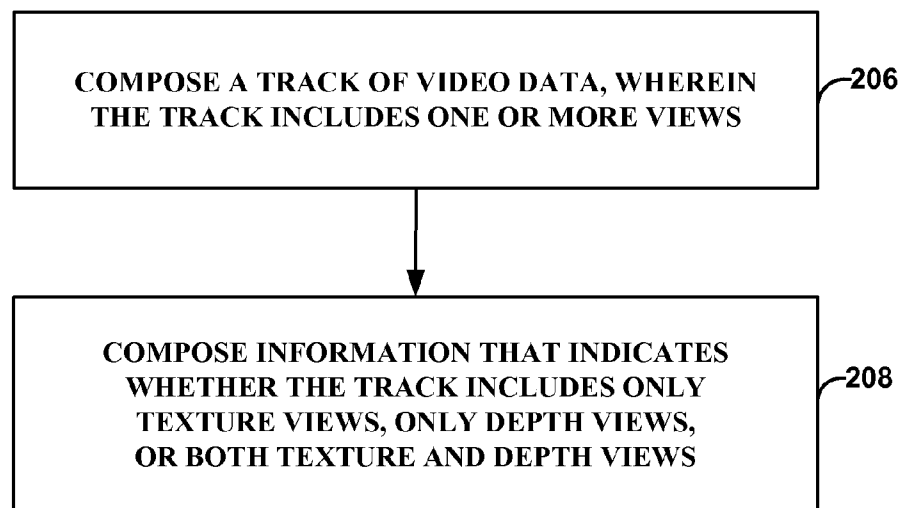 COMPOSE A TRACK OF VIDEO DATA, WHEREIN
THE TRACK INCLUDES ONE OR MORE VIEWS
206
COMPOSE INFORMATION THAT INDICATES
WHETHER THE TRACK INCLUDES ONLY
TEXTURE VIEWS, ONLY DEPTH VIEWS,
OR BOTH TEXTURE AND DEPTH VIEWS
208